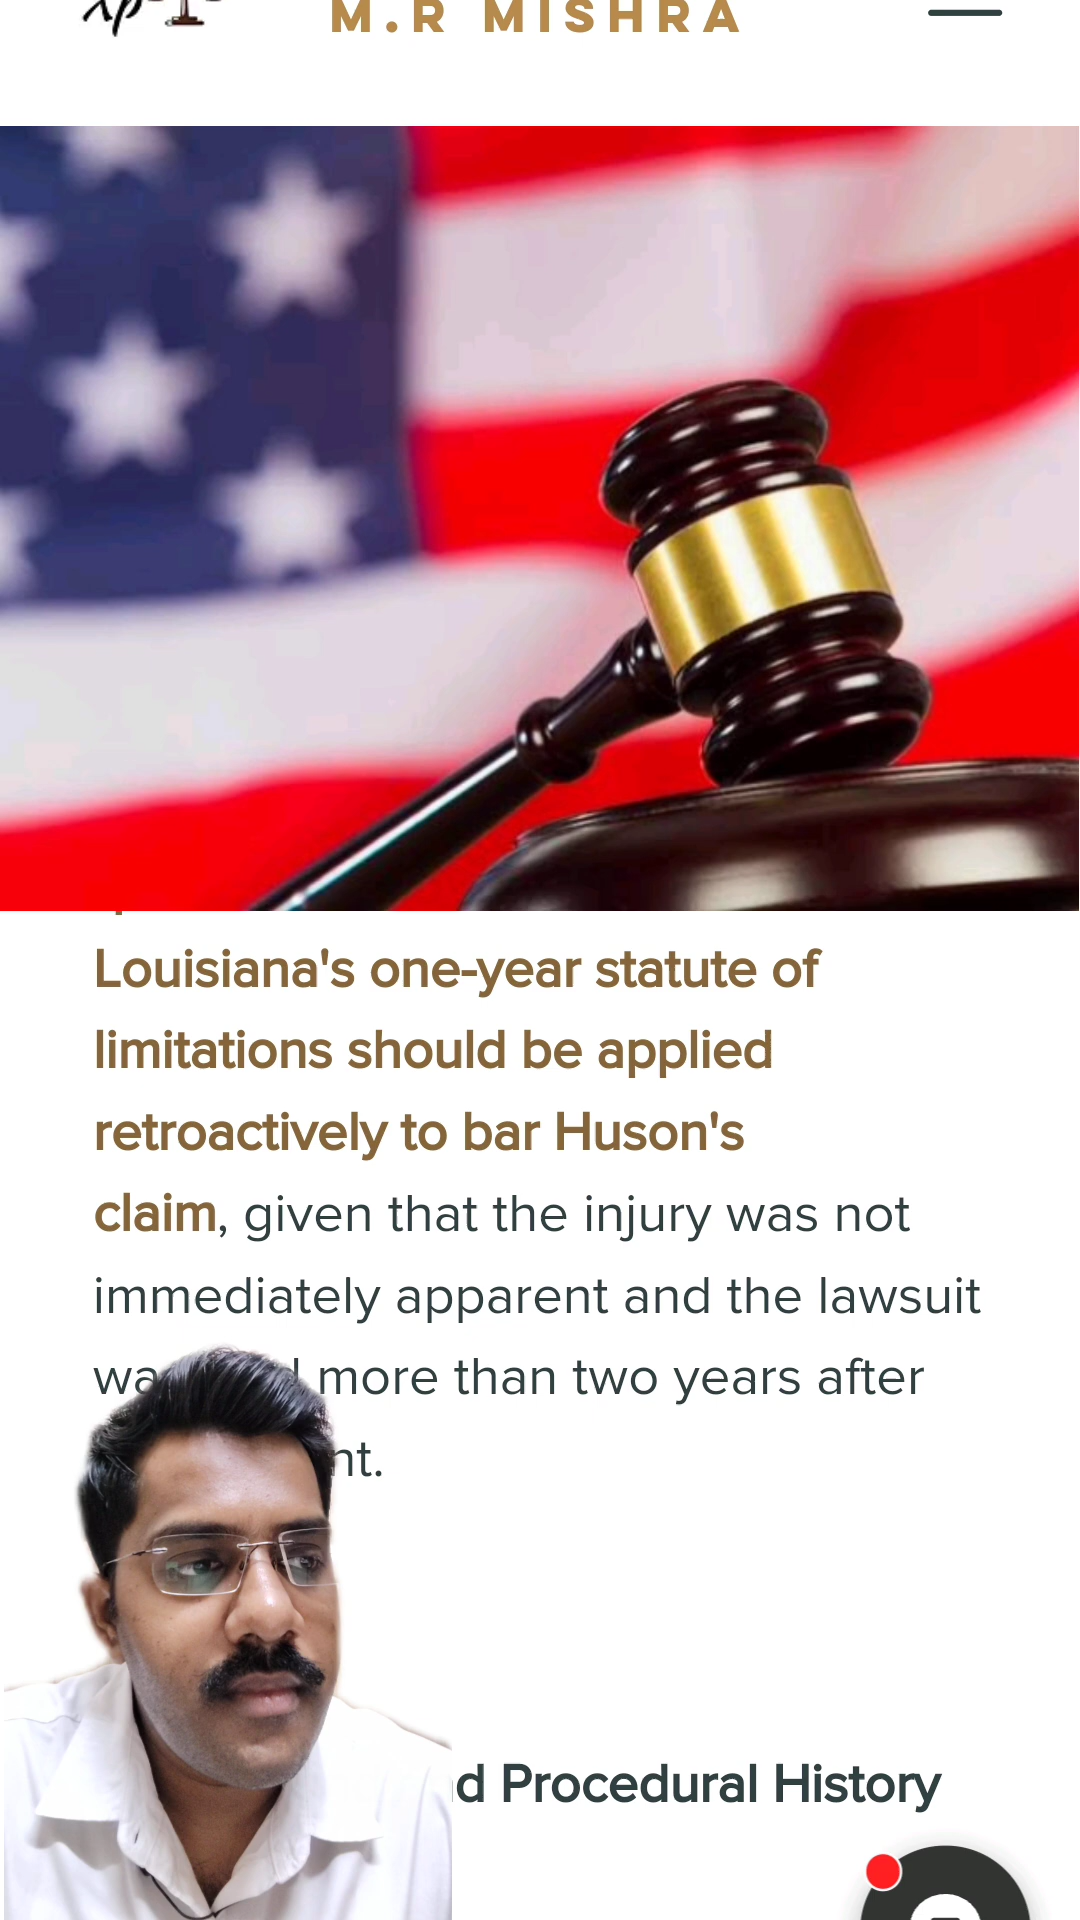 M.R MISHRA
Louisiana's one-year statute of
limitations should be applied
retroactively to bar Huson's
claim, given that the injury was not
immediately apparent and the lawsuit
more than two years after
Procedural History